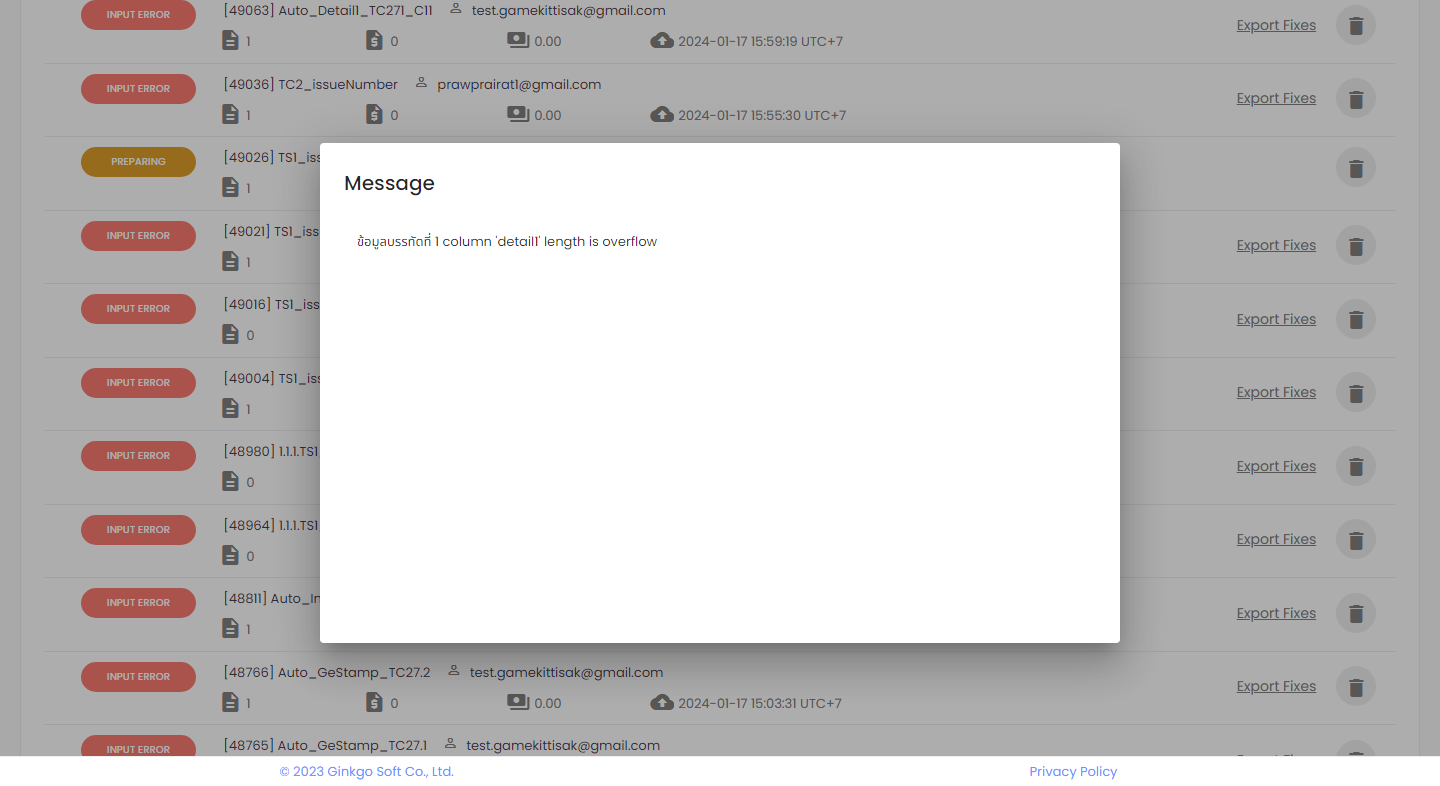 INPUT ERROR [49063] Auto_Detail1_TC271_C11 test.gamekittisak@gmail.com Export Fixes
1 0 0.00 2024-01-17 15:59:19 UTC+7
INPUT ERROR [49036] TC2_issueNumber prawprairat1@gmail.com Export Fixes
1 0 0.00 2024-01-17 15:55:30 UTC+7
PREPARING [49026] TS1_iss
1
Message
ข้อมูลบรรทัดที่ 1 column 'detail1' length is overflow
INPUT ERROR [49021] TS1_iss Export Fixes
1
INPUT ERROR [49016] TS1_iss Export Fixes
0
INPUT ERROR [49004] TS1_iss Export Fixes
1
INPUT ERROR [48980] 1.1.1.TS1 Export Fixes
0
INPUT ERROR [48964] 1.1.1.TS1 Export Fixes
0
INPUT ERROR [48811] Auto_In Export Fixes
1
INPUT ERROR [48766] Auto_GeStamp_TC27.2 test.gamekittisak@gmail.com Export Fixes
1 0 0.00 2024-01-17 15:03:31 UTC+7
INPUT ERROR [48765] Auto_GeStamp_TC27.1 test.gamekittisak@gmail.com
© 2023 Ginkgo Soft Co., Ltd. Privacy Policy